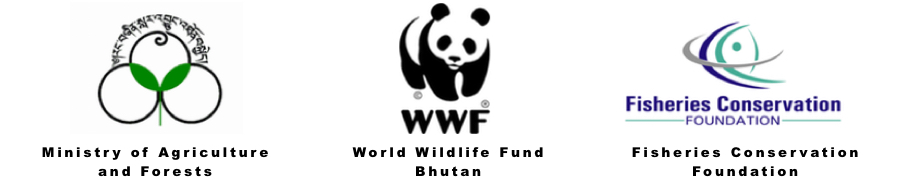 ©
®
WWF
Fisheries Conservation
FOUNDATION
Ministry of Agriculture
and Forests
World Wildlife Fund
Bhutan
Fisheries Conservation
Foundation